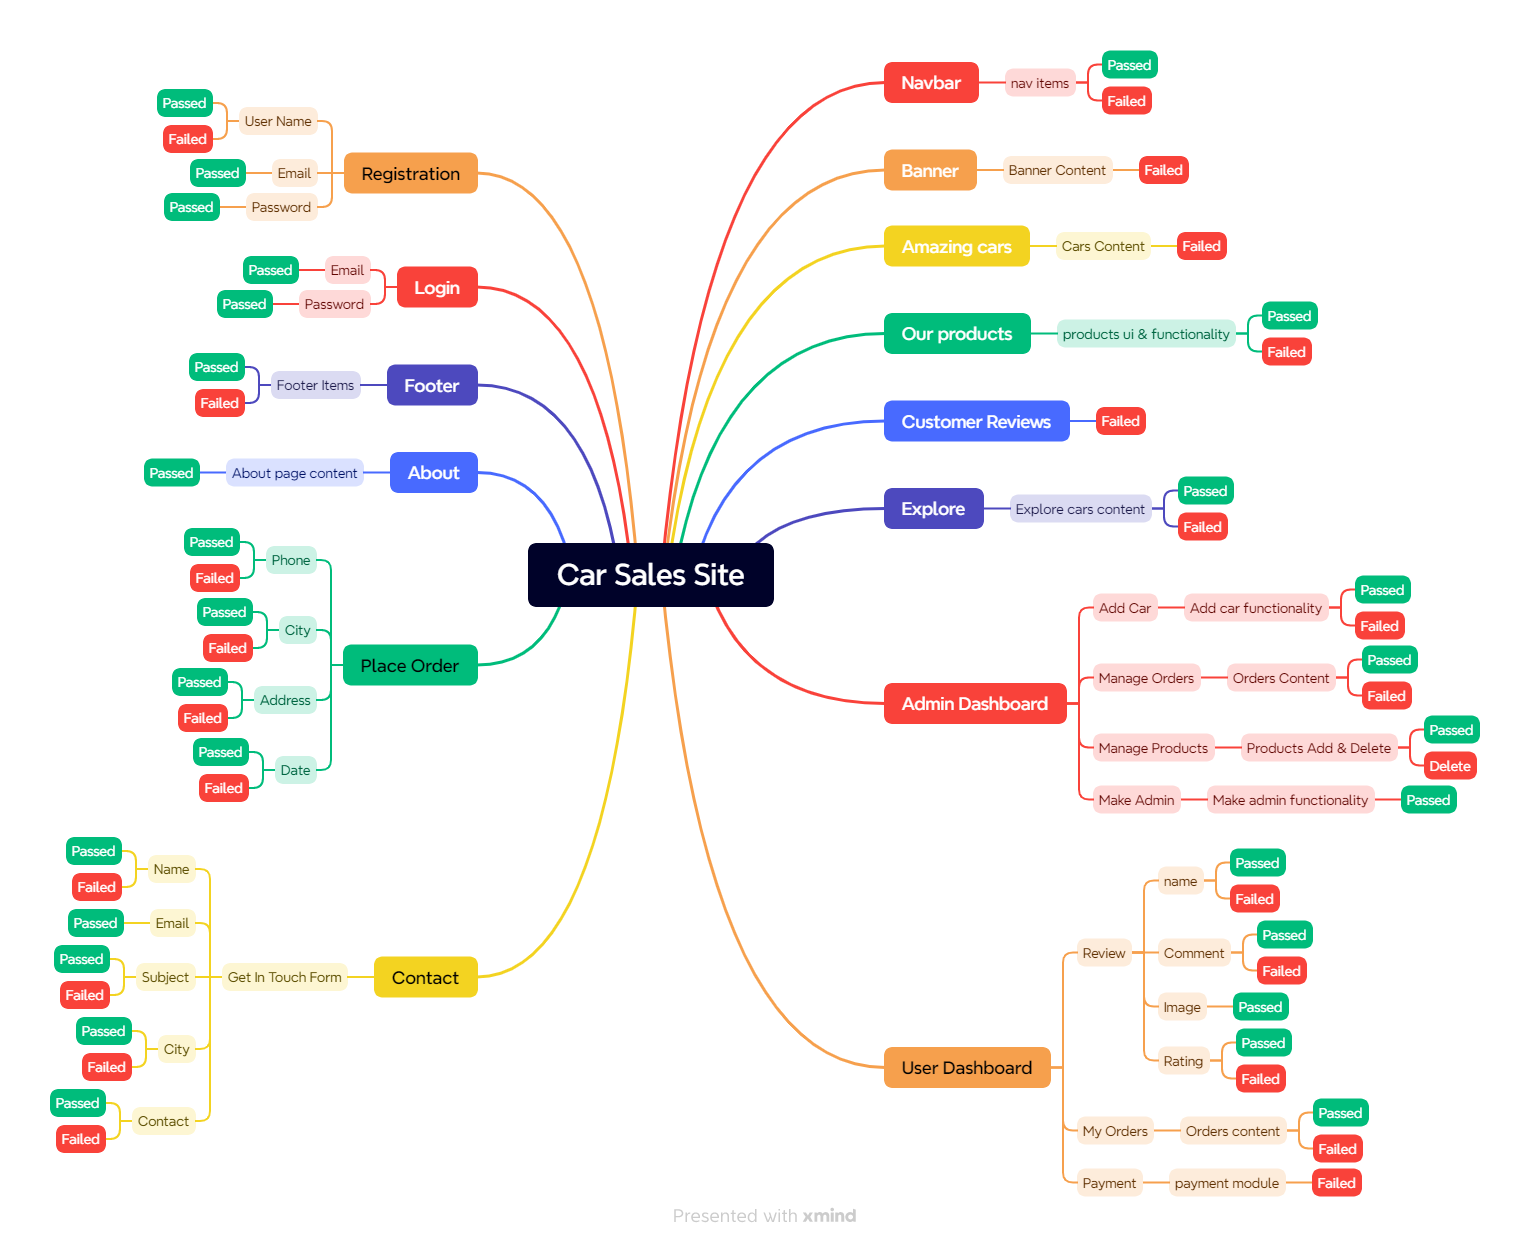 Car Sales Site
Navbar
nav items
Passed
Failed
Banner
Banner Content
Failed
Amazing cars
Cars Content
Failed
Our products
products ui & functionality
Passed
Failed
Customer Reviews
Failed
Explore
Explore cars content
Passed
Failed
Admin Dashboard
Add Car
Add car functionality
Passed
Failed
Manage Orders
Orders Content
Passed
Failed
Manage Products
Products Add & Delete
Passed
Delete
Make Admin
Make admin functionality
Passed
User Dashboard
Review
name
Passed
Failed
Comment
Passed
Failed
Image
Passed
Rating
Passed
Failed
My Orders
Orders content
Passed
Failed
Payment
payment module
Failed
Registration
User Name
Passed
Failed
Email
Passed
Password
Passed
Login
Email
Passed
Password
Passed
Footer
Footer Items
Passed
Failed
About
About page content
Passed
Place Order
Phone
Passed
Failed
City
Passed
Failed
Address
Passed
Failed
Date
Passed
Failed
Contact
Get In Touch Form
Name
Passed
Failed
Email
Passed
Subject
Passed
Failed
City
Passed
Failed
Contact
Passed
Failed
Presented with xmind